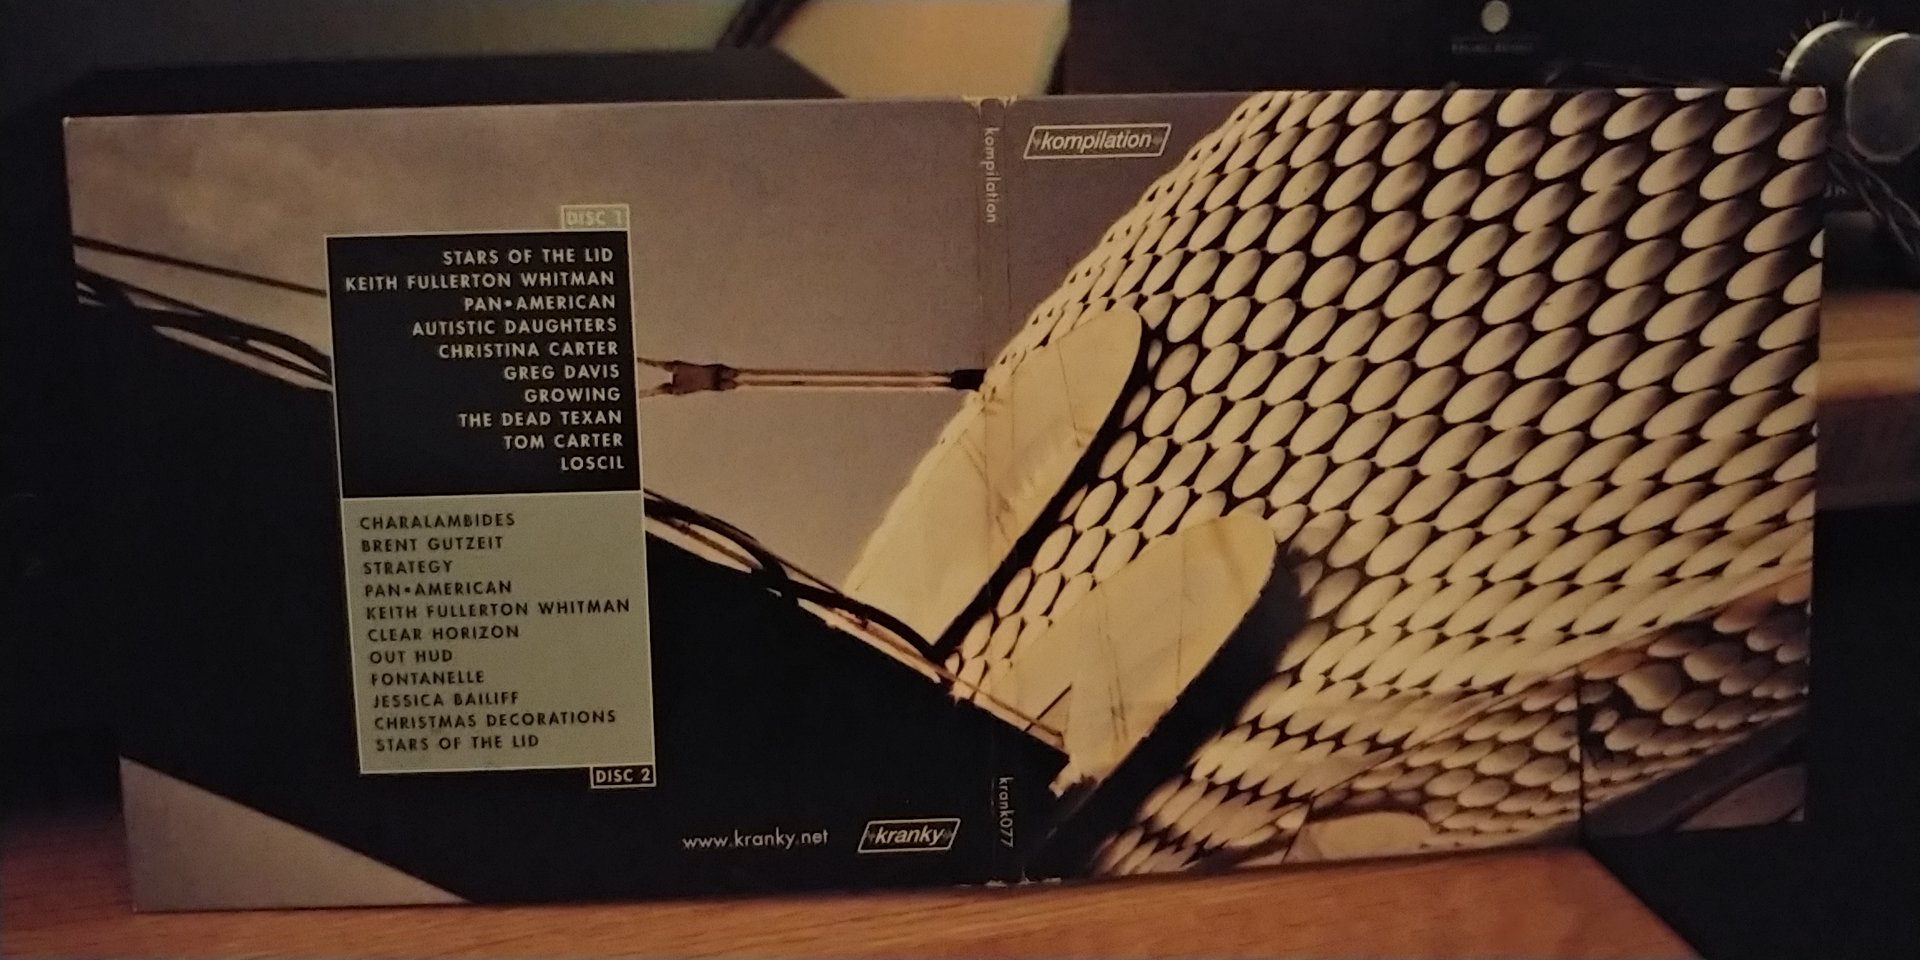 DISC 1
STARS OF THE LID
KEITH FULLERTON WHITMAN
PAN•AMERICAN
AUTISTIC DAUGHTERS
CHRISTINA CARTER
GREG DAVIS
GROWING
THE DEAD TEXAN
TOM CARTER
LOSCIL
CHARALAMBIDES
BRENT GUTZEIT
STRATEGY
PAN•AMERICAN
KEITH FULLERTON WHITMAN
CLEAR HORIZON
OUT HUD
FONTANELLE
JESSICA BAILIFF
CHRISTMAS DECORATIONS
STARS OF THE LID
DISC 2
www.kranky.net
kranky
kompilation
krank077
kompilation